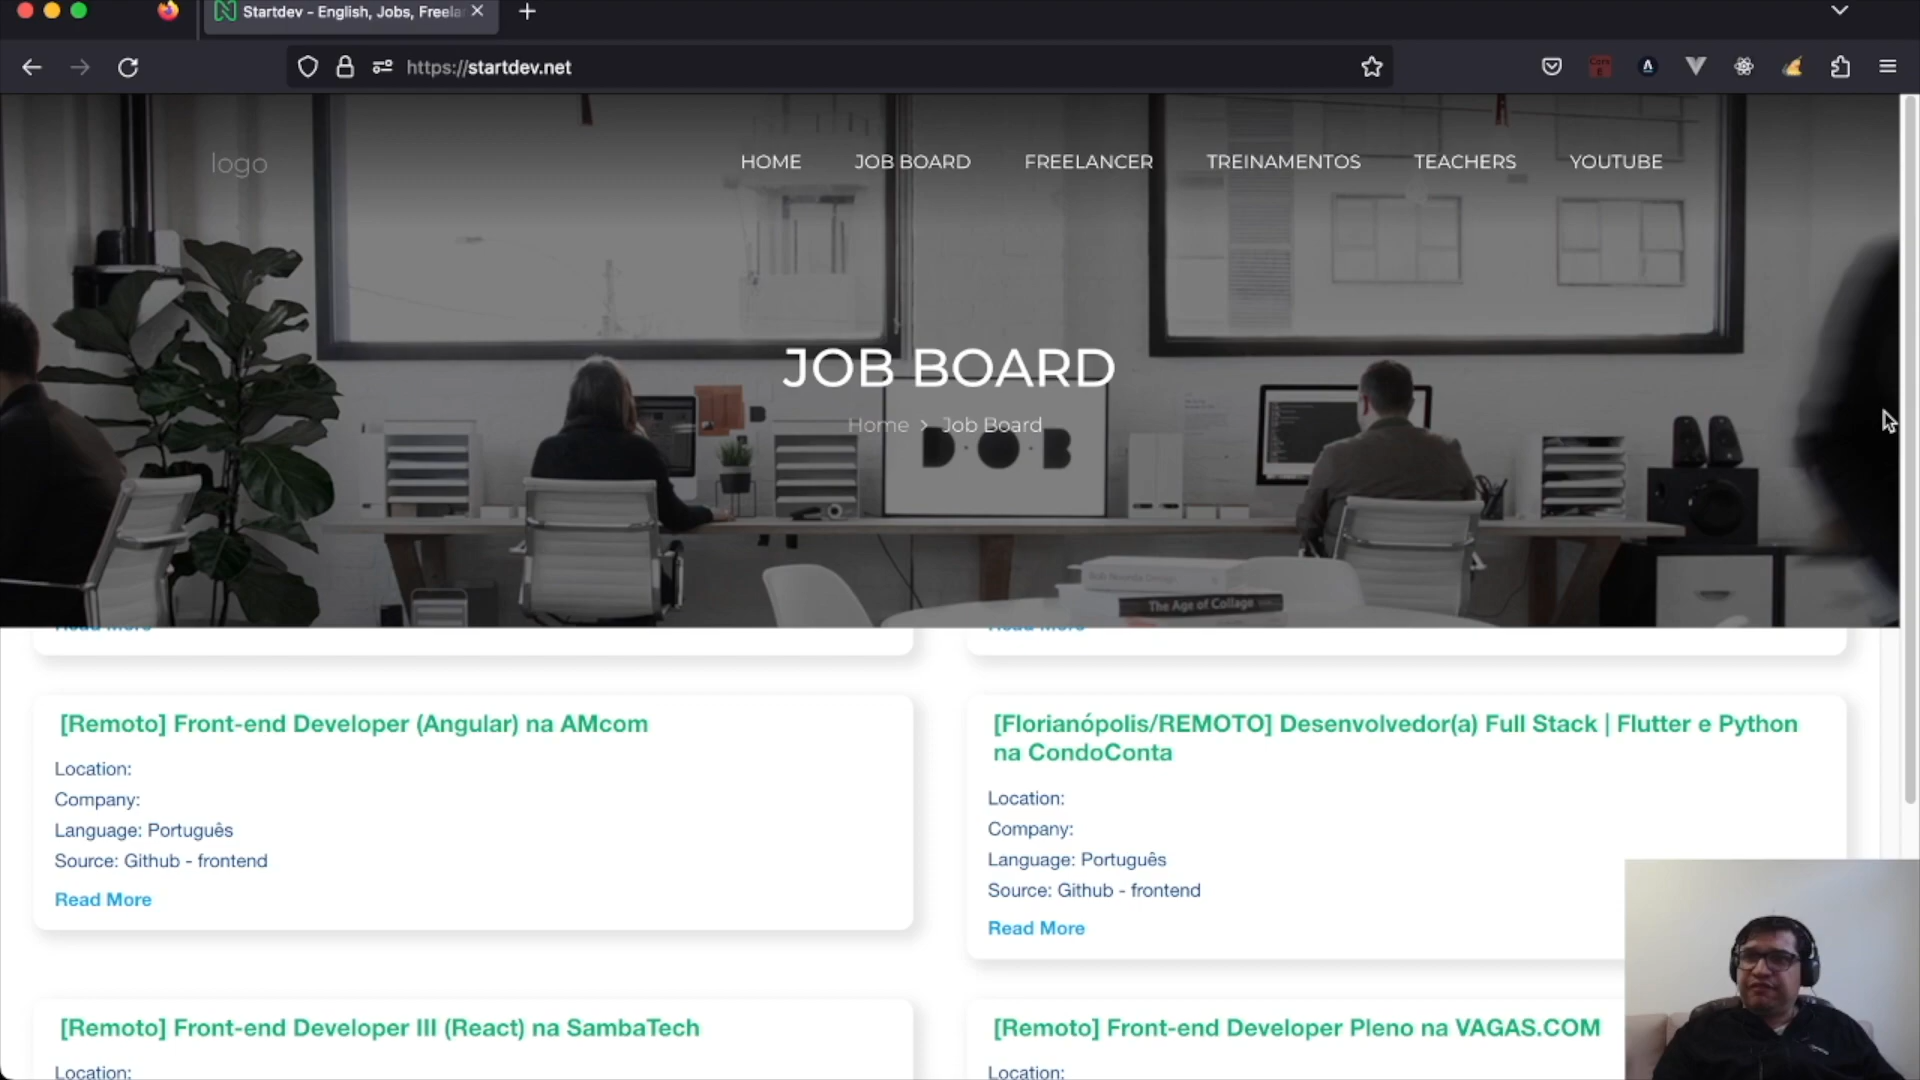 Startdev - English, Jobs, Freela
https://startdev.net
logo
HOME
JOB BOARD
FREELANCER
TREINAMENTOS
TEACHERS
YOUTUBE
JOB BOARD
Home > Job Board
D·O·B
The Age of Collage
Read More
Read More
[Remoto] Front-end Developer (Angular) na AMcom
Location:
Company:
Language: Português
Source: Github - frontend
Read More
[Florianópolis/REMOTO] Desenvolvedor(a) Full Stack | Flutter e Python
na CondoConta
Location:
Company:
Language: Português
Source: Github - frontend
Read More
[Remoto] Front-end Developer III (React) na SambaTech
Location:
[Remoto] Front-end Developer Pleno na VAGAS.COM
Location: